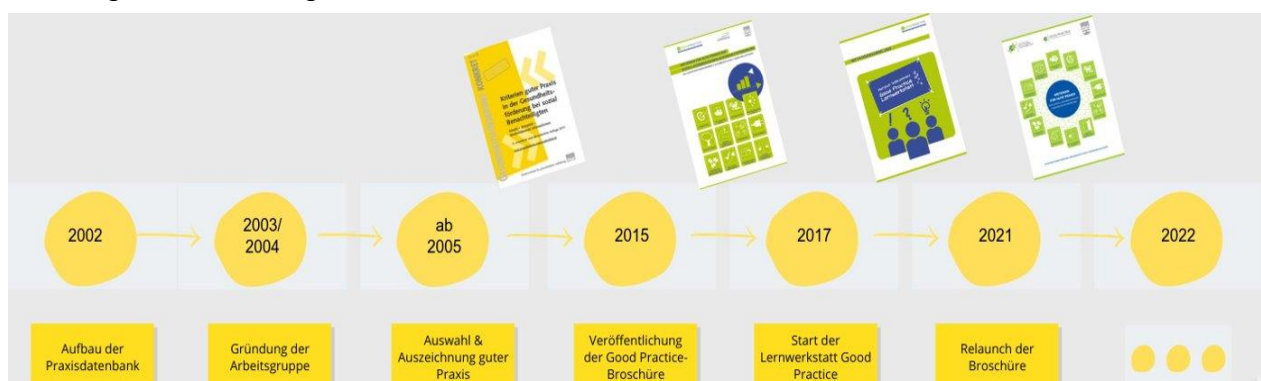 Kriterien guter Praxis
in der Gesundheits-
förderung bei sozial
Benachteiligten
Good Practice
Lernwerkstatt
2002
2003/
2004
ab
2005
2015
2017
2021
2022
Aufbau der
Praxisdatenbank
Gründung der
Arbeitsgruppe
Auswahl &
Auszeichnung guter
Praxis
Veröffentlichung
der Good Practice-
Broschüre
Start der
Lernwerkstatt Good
Practice
Relaunch der
Broschüre